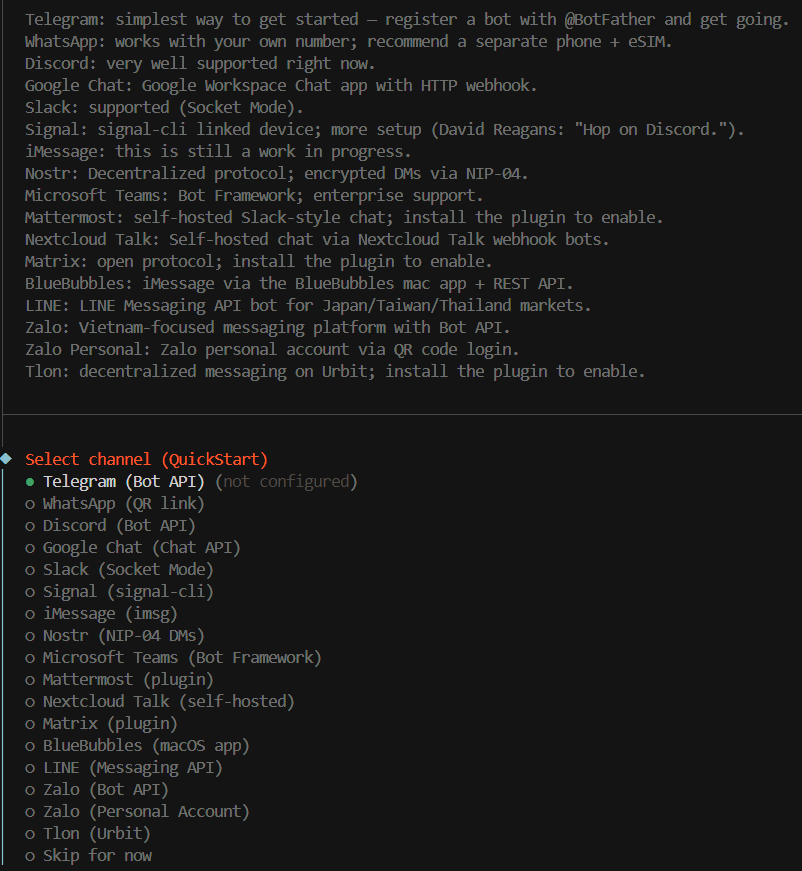 Telegram: simplest way to get started — register a bot with @BotFather and get going.
WhatsApp: works with your own number; recommend a separate phone + eSIM.
Discord: very well supported right now.
Google Chat: Google Workspace Chat app with HTTP webhook.
Slack: supported (Socket Mode).
Signal: signal-cli linked device; more setup (David Reagans: "Hop on Discord.").
iMessage: this is still a work in progress.
Nostr: Decentralized protocol; encrypted DMs via NIP-04.
Microsoft Teams: Bot Framework; enterprise support.
Mattermost: self-hosted Slack-style chat; install the plugin to enable.
Nextcloud Talk: Self-hosted chat via Nextcloud Talk webhook bots.
Matrix: open protocol; install the plugin to enable.
BlueBubbles: iMessage via the BlueBubbles mac app + REST API.
LINE: LINE Messaging API bot for Japan/Taiwan/Thailand markets.
Zalo: Vietnam-focused messaging platform with Bot API.
Zalo Personal: Zalo personal account via QR code login.
Tlon: decentralized messaging on Urbit; install the plugin to enable.
Select channel (QuickStart)
Telegram (Bot API) (not configured)
WhatsApp (QR link)
Discord (Bot API)
Google Chat (Chat API)
Slack (Socket Mode)
Signal (signal-cli)
iMessage (imsg)
Nostr (NIP-04 DMs)
Microsoft Teams (Bot Framework)
Mattermost (plugin)
Nextcloud Talk (self-hosted)
Matrix (plugin)
BlueBubbles (macOS app)
LINE (Messaging API)
Zalo (Bot API)
Zalo (Personal Account)
Tlon (Urbit)
Skip for now